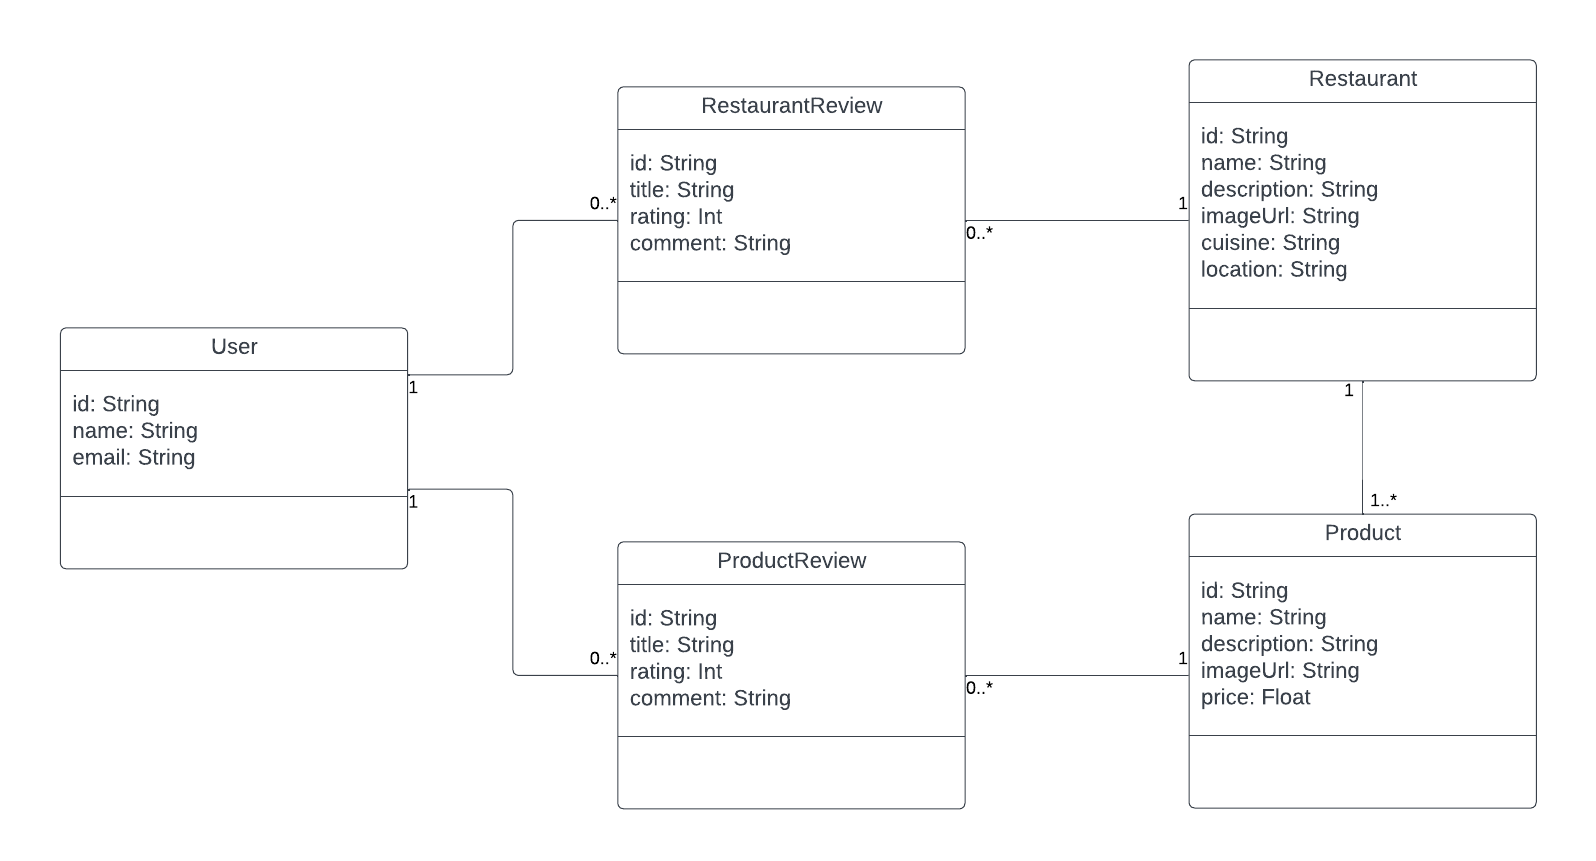 RestaurantReview
id: String
title: String
rating: Int
comment: String
0..*
0..*
Restaurant
id: String
name: String
description: String
imageUrl: String
cuisine: String
location: String
1
1
User
id: String
name: String
email: String
1
1
ProductReview
id: String
title: String
rating: Int
comment: String
0..*
0..*
1..*
Product
id: String
name: String
description: String
imageUrl: String
price: Float
1